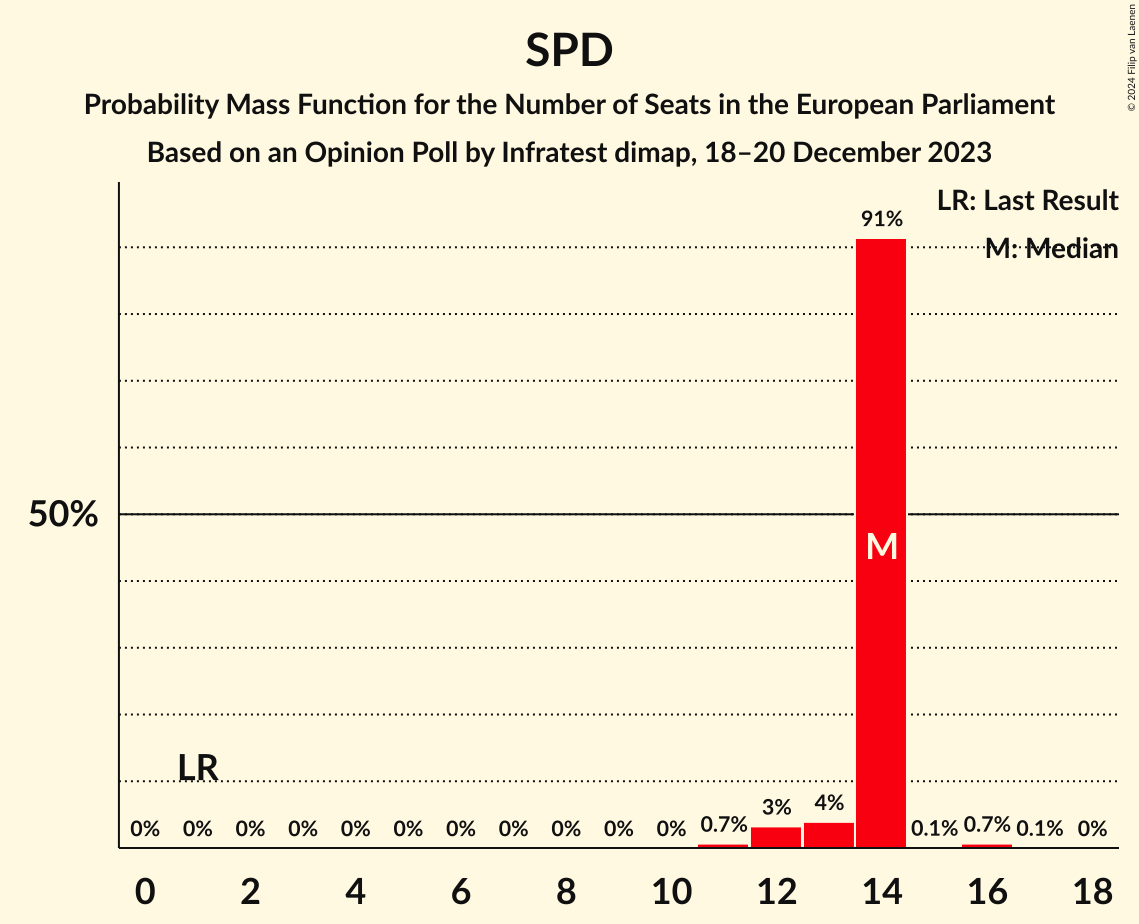 SPD
Probability Mass Function for the Number of Seats in the European Parliament
Based on an Opinion Poll by Infratest dimap, 18–20 December 2023
© 2024 Filip van Laenen
LR: Last Result
M: Median
91%
50%
M
LR
0% 0% 0% 0% 0% 0% 0% 0% 0% 0% 0% 0.7% 3% 4% 0.1% 0.7% 0.1% 0%
0 2 4 6 8 10 12 14 16 18